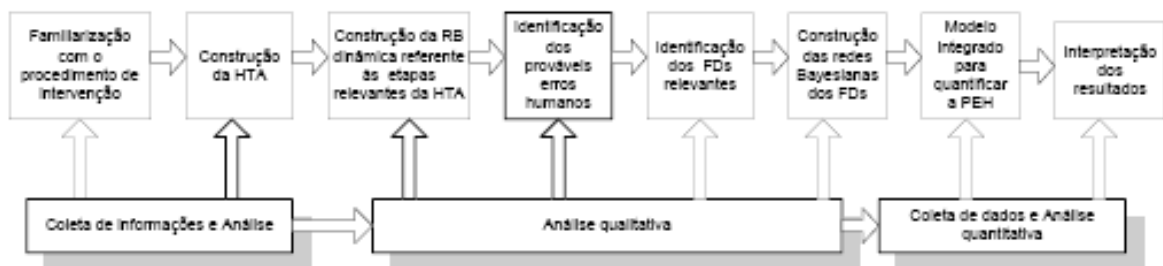 Familiarização
com o
procedimento de
Intervenção
Construção
da HTA
Construção da RB
dinâmica referente
às etapas
relevantes da HTA
Identificação
dos
prováveis
erros
humanos
Identificação
dos FDs
relevantes
Construção
das redes
Bayesianas
dos FDs
Modelo
Integrado
para
quantificar
a PEH
Interpretação
dos
resultados
Coleta de Informações e Análise
Análise qualitativa
Coleta de dados e Análise
quantitativa